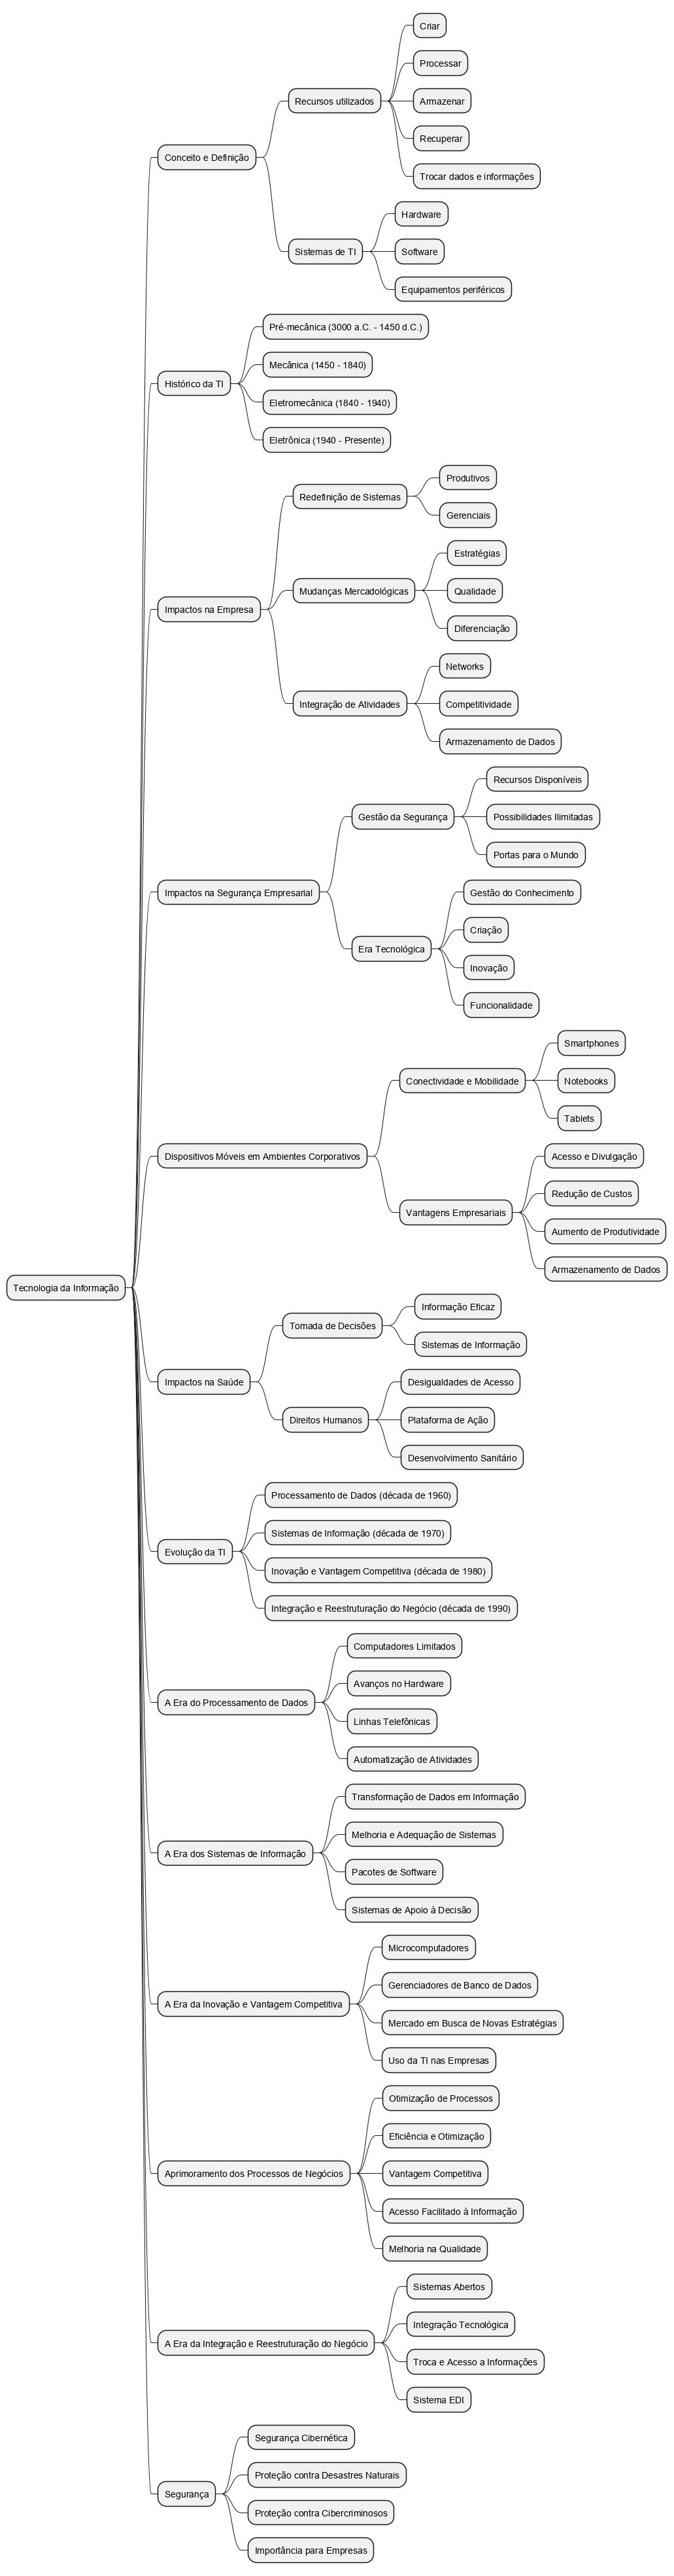 Tecnologia da Informação
Conceito e Definição
Recursos utilizados
Criar
Processar
Armazenar
Recuperar
Trocar dados e informações
Sistemas de TI
Hardware
Software
Equipamentos periféricos
Histórico da TI
Pré-mecânica (3000 a.C. - 1450 d.C.)
Mecânica (1450 - 1840)
Eletromecânica (1840 - 1940)
Eletrônica (1940 - Presente)
Impactos na Empresa
Redefinição de Sistemas
Produtivos
Gerenciais
Mudanças Mercadológicas
Estratégias
Qualidade
Diferenciação
Integração de Atividades
Networks
Competitividade
Armazenamento de Dados
Impactos na Segurança Empresarial
Gestão da Segurança
Recursos Disponíveis
Possibilidades Ilimitadas
Portas para o Mundo
Era Tecnológica
Gestão do Conhecimento
Criação
Inovação
Funcionalidade
Dispositivos Móveis em Ambientes Corporativos
Conectividade e Mobilidade
Smartphones
Notebooks
Tablets
Vantagens Empresariais
Acesso e Divulgação
Redução de Custos
Aumento de Produtividade
Armazenamento de Dados
Impactos na Saúde
Tomada de Decisões
Informação Eficaz
Sistemas de Informação
Direitos Humanos
Desigualdades de Acesso
Plataforma de Ação
Desenvolvimento Sanitário
Evolução da TI
Processamento de Dados (década de 1960)
Sistemas de Informação (década de 1970)
Inovação e Vantagem Competitiva (década de 1980)
Integração e Reestruturação do Negócio (década de 1990)
A Era do Processamento de Dados
Computadores Limitados
Avanços no Hardware
Linhas Telefônicas
Automatização de Atividades
A Era dos Sistemas de Informação
Transformação de Dados em Informação
Melhoria e Adequação de Sistemas
Pacotes de Software
Sistemas de Apoio à Decisão
A Era da Inovação e Vantagem Competitiva
Microcomputadores
Gerenciadores de Banco de Dados
Mercado em Busca de Novas Estratégias
Uso da TI nas Empresas
Aprimoramento dos Processos de Negócios
Otimização de Processos
Eficiência e Otimização
Vantagem Competitiva
Acesso Facilitado à Informação
Melhoria na Qualidade
A Era da Integração e Reestruturação do Negócio
Sistemas Abertos
Integração Tecnológica
Troca e Acesso a Informações
Sistema EDI
Segurança
Segurança Cibernética
Proteção contra Desastres Naturais
Proteção contra Cibercriminosos
Importância para Empresas